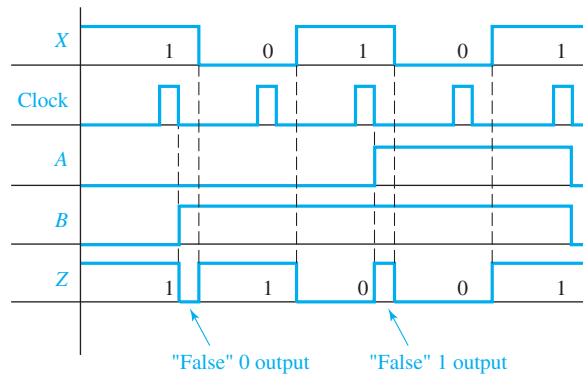 X 1 0 1 0 1
Clock
A
B
Z 1 1 0 0 1
"False" 0 output "False" 1 output